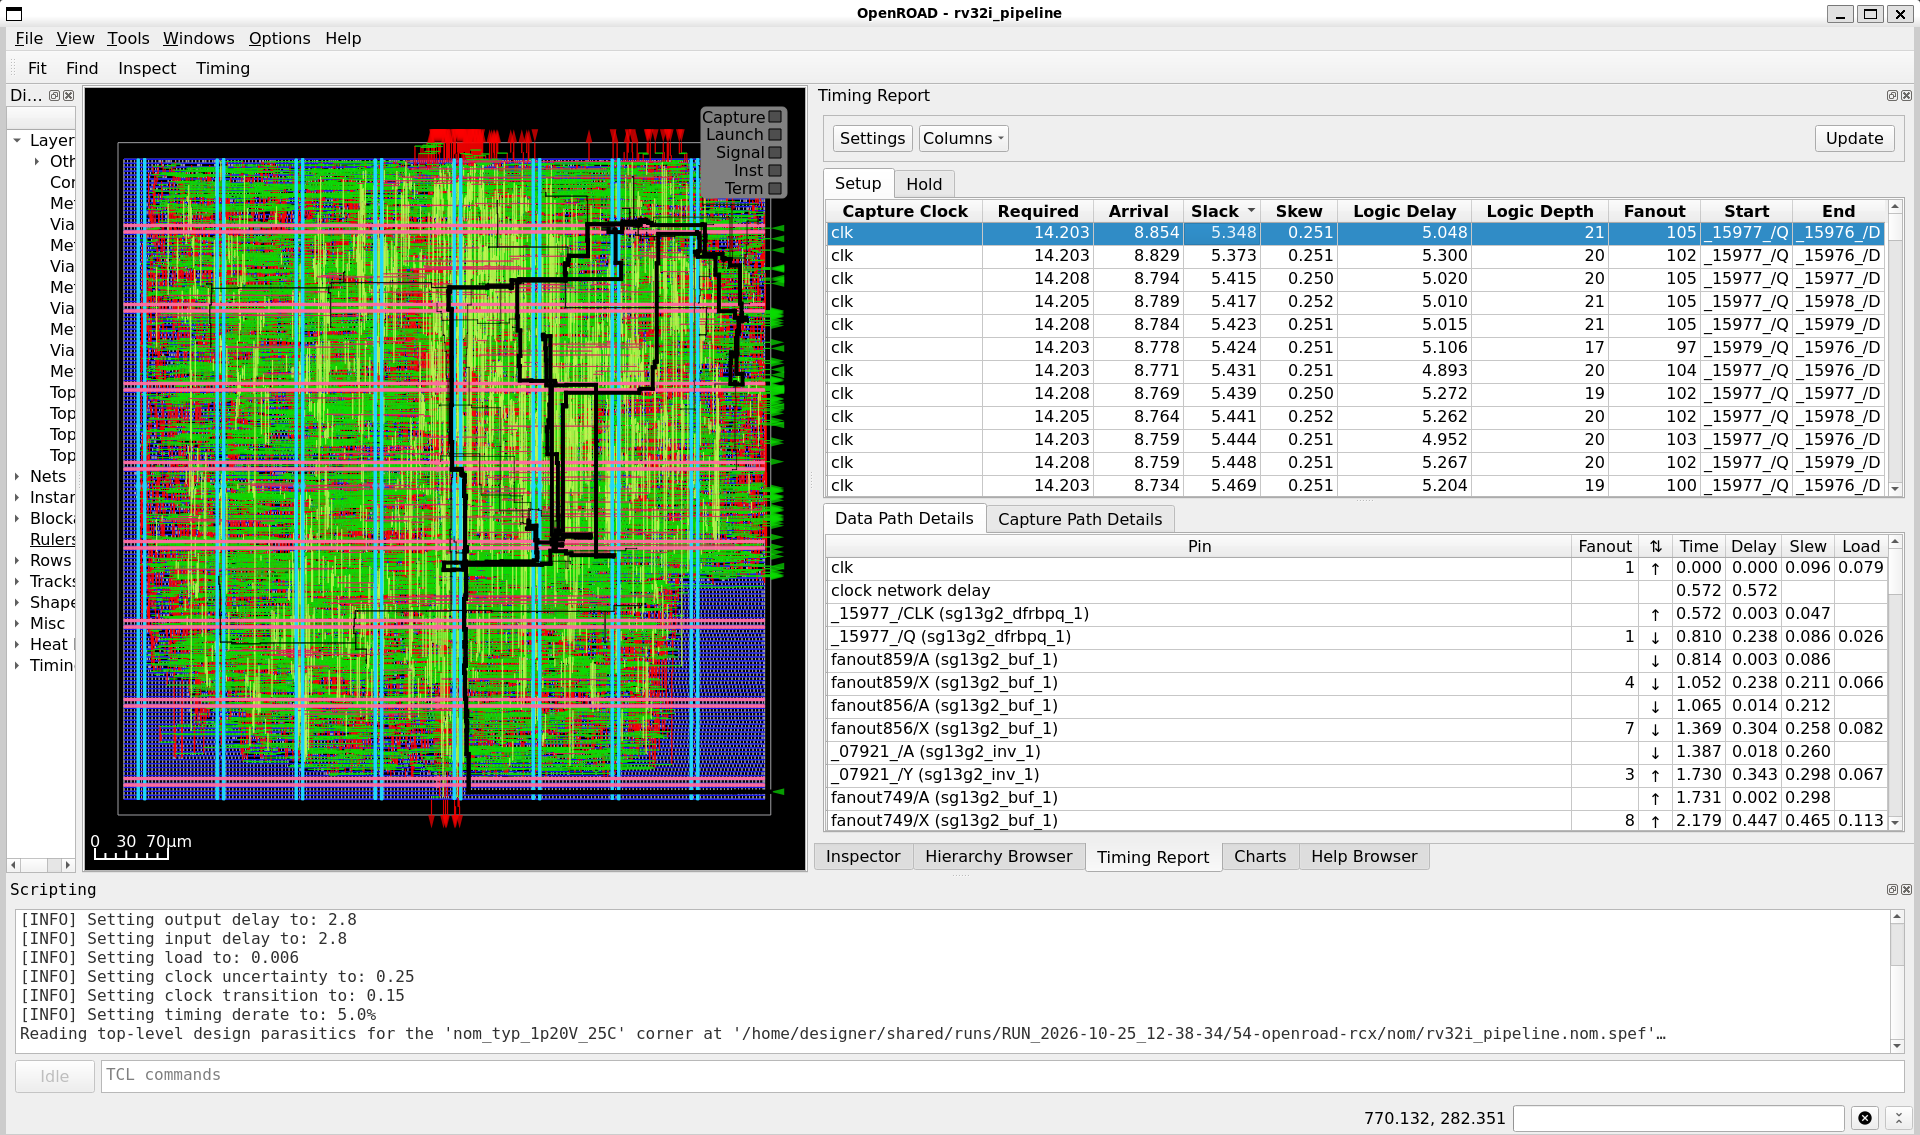 OpenROAD - rv32i_pipeline
File View Tools Windows Options Help
Fit Find Inspect Timing
Di...
Layer
Oth
Cor
Me
Via
Me
Via
Me
Via
Me
Via
Me
Top
Top
Top
Top
Nets
Instar
Blocka
Rulers
Rows
Tracks
Shape
Misc
Heat
Timin
Capture
Launch
Signal
Inst
Term
0 30 70μm
Timing Report
Settings Columns Update
Setup Hold
Capture Clock Required Arrival Slack Skew Logic Delay Logic Depth Fanout Start End
clk 14.203 8.854 5.348 0.251 5.048 21 105 _15977_/Q _15976_/D
clk 14.203 8.829 5.373 0.251 5.300 20 102 _15977_/Q _15976_/D
clk 14.208 8.794 5.415 0.250 5.020 20 105 _15977_/Q _15977_/D
clk 14.205 8.789 5.417 0.252 5.010 21 105 _15977_/Q _15978_/D
clk 14.208 8.784 5.423 0.251 5.015 21 105 _15977_/Q _15979_/D
clk 14.203 8.778 5.424 0.251 5.106 17 97 _15979_/Q _15976_/D
clk 14.203 8.771 5.431 0.251 4.893 20 104 _15977_/Q _15976_/D
clk 14.208 8.769 5.439 0.250 5.272 19 102 _15977_/Q _15977_/D
clk 14.205 8.764 5.441 0.252 5.262 20 102 _15977_/Q _15978_/D
clk 14.203 8.759 5.444 0.251 4.952 20 103 _15977_/Q _15976_/D
clk 14.208 8.759 5.448 0.251 5.267 20 102 _15977_/Q _15979_/D
clk 14.203 8.734 5.469 0.251 5.204 19 100 _15977_/Q _15976_/D
Data Path Details Capture Path Details
Pin Fanout ⇅ Time Delay Slew Load
clk 1 ↑ 0.000 0.000 0.096 0.079
clock network delay 0.572 0.572
_15977_/CLK (sg13g2_dfrbpq_1) ↑ 0.572 0.003 0.047
_15977_/Q (sg13g2_dfrbpq_1) 1 ↓ 0.810 0.238 0.086 0.026
fanout859/A (sg13g2_buf_1) ↓ 0.814 0.003 0.086
fanout859/X (sg13g2_buf_1) 4 ↓ 1.052 0.238 0.211 0.066
fanout856/A (sg13g2_buf_1) ↓ 1.065 0.014 0.212
fanout856/X (sg13g2_buf_1) 7 ↓ 1.369 0.304 0.258 0.082
_07921_/A (sg13g2_inv_1) ↓ 1.387 0.018 0.260
_07921_/Y (sg13g2_inv_1) 3 ↑ 1.730 0.343 0.298 0.067
fanout749/A (sg13g2_buf_1) ↑ 1.731 0.002 0.298
fanout749/X (sg13g2_buf_1) 8 ↑ 2.179 0.447 0.465 0.113
Inspector Hierarchy Browser Timing Report Charts Help Browser
Scripting
[INFO] Setting output delay to: 2.8
[INFO] Setting input delay to: 2.8
[INFO] Setting load to: 0.006
[INFO] Setting clock uncertainty to: 0.25
[INFO] Setting clock transition to: 0.15
[INFO] Setting timing derate to: 5.0%
Reading top-level design parasitics for the 'nom_typ_1p20V_25C' corner at '/home/designer/shared/runs/RUN_2026-10-25_12-38-34/54-openroad-rcx/nom/rv32i_pipeline.nom.spef'…
Idle TCL commands
770.132, 282.351